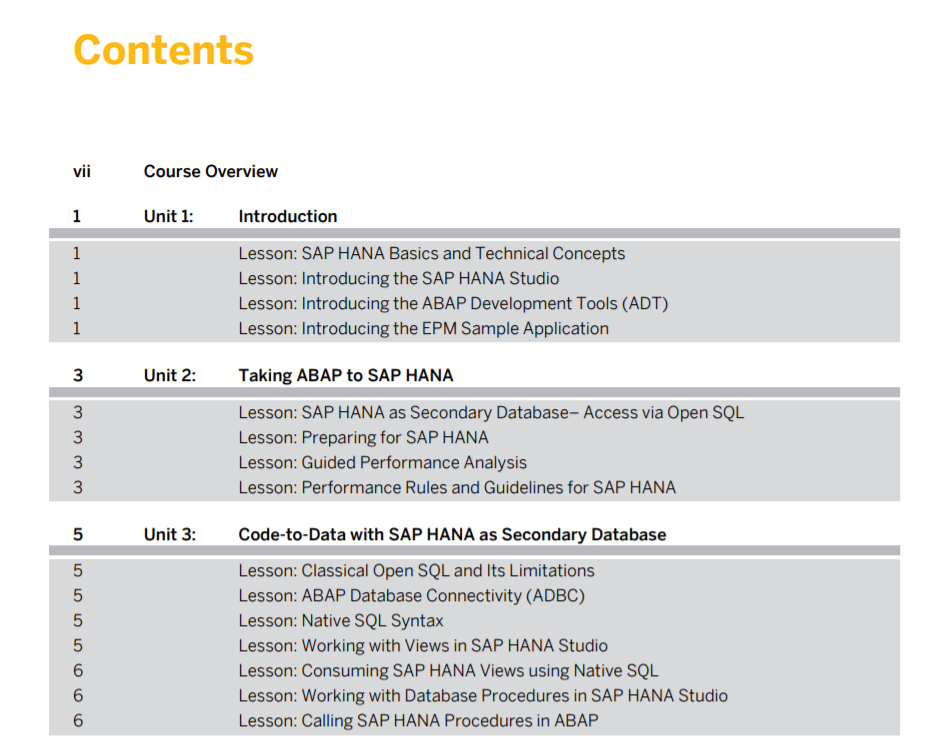 Contents
vii Course Overview
1 Unit 1: Introduction
1 Lesson: SAP HANA Basics and Technical Concepts
1 Lesson: Introducing the SAP HANA Studio
1 Lesson: Introducing the ABAP Development Tools (ADT)
1 Lesson: Introducing the EPM Sample Application
3 Unit 2: Taking ABAP to SAP HANA
3 Lesson: SAP HANA as Secondary Database– Access via Open SQL
3 Lesson: Preparing for SAP HANA
3 Lesson: Guided Performance Analysis
3 Lesson: Performance Rules and Guidelines for SAP HANA
5 Unit 3: Code-to-Data with SAP HANA as Secondary Database
5 Lesson: Classical Open SQL and Its Limitations
5 Lesson: ABAP Database Connectivity (ADBC)
5 Lesson: Native SQL Syntax
5 Lesson: Working with Views in SAP HANA Studio
6 Lesson: Consuming SAP HANA Views using Native SQL
6 Lesson: Working with Database Procedures in SAP HANA Studio
6 Lesson: Calling SAP HANA Procedures in ABAP